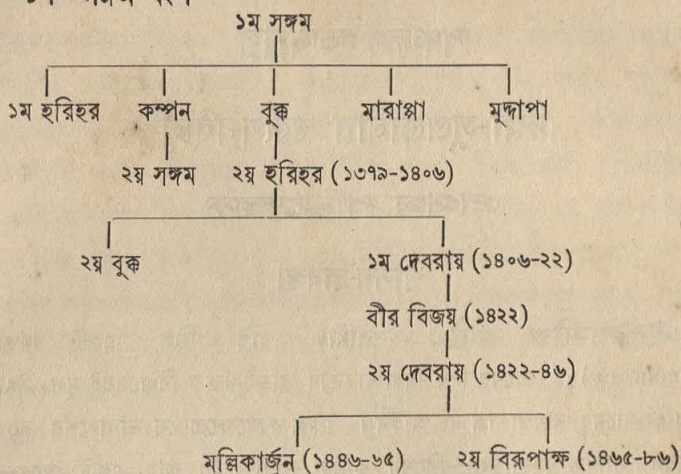 ১ম সঙ্গম
১ম হরিহর কম্পন বুক্ক মারাপ্পা মুদ্দাপা
২য় সঙ্গম ২য় হরিহর (১৩৭৯-১৪০৬)
২য় বুক্ক ১ম দেবরায় (১৪০৬-২২)
বীর বিজয় (১৪২২)
২য় দেবরায় (১৪২২-৪৬)
মল্লিকার্জন (১৪৪৬-৬৫) ২য় বিরূপাক্ষ (১৪৬৫-৮৬)